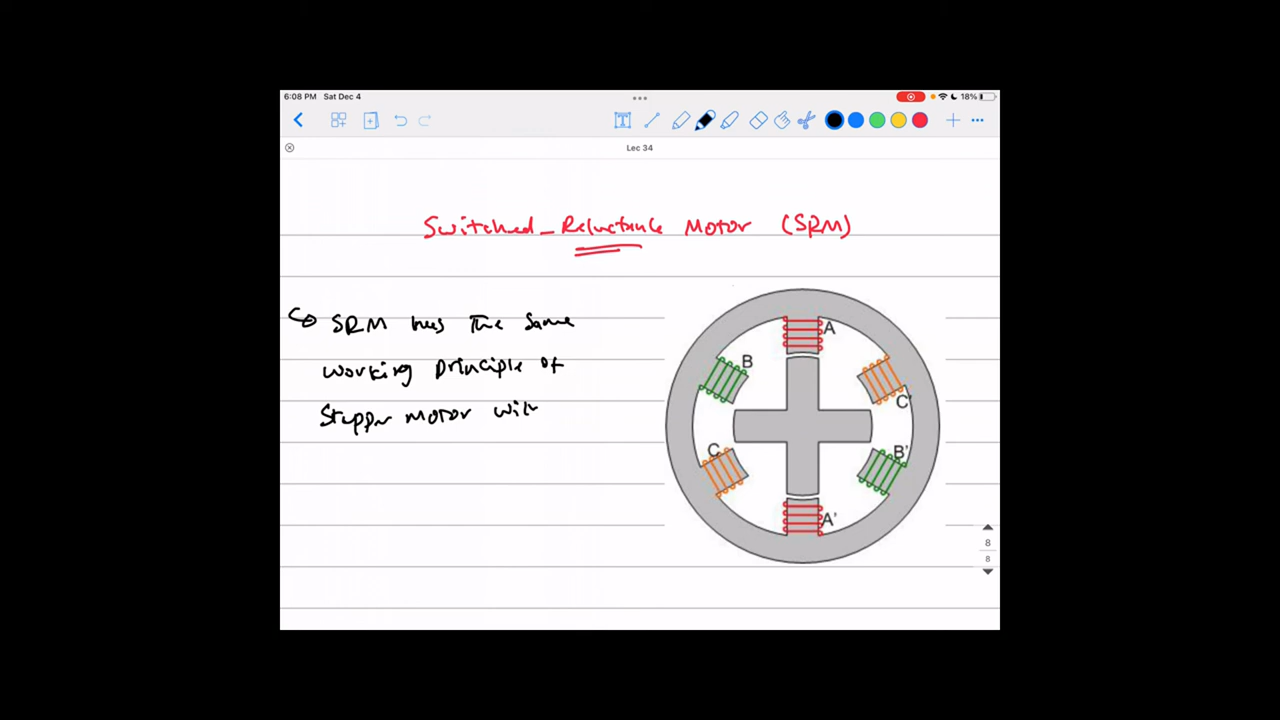 6:08 PM Sat Dec 4
18%
Lec 34
Switched_Reluctance Motor (SRM)
SRM has the same
working principle of
Stepper motor with
A
B
C'
C
B'
A'
8
8